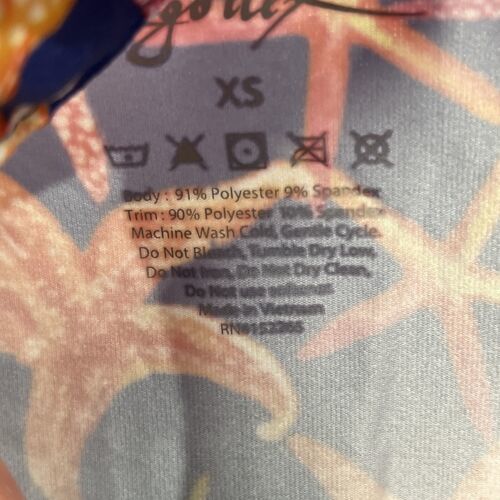 gottex
XS
Body : 91% Polyester 9% Spandex
Trim : 90% Polyester 10% Spandex
Machine Wash Cold, Gentle Cycle,
Do Not Bleach, Tumble Dry Low,
Do Not Iron, Do Not Dry Clean,
Do Not use softener.
Made in Vietnam